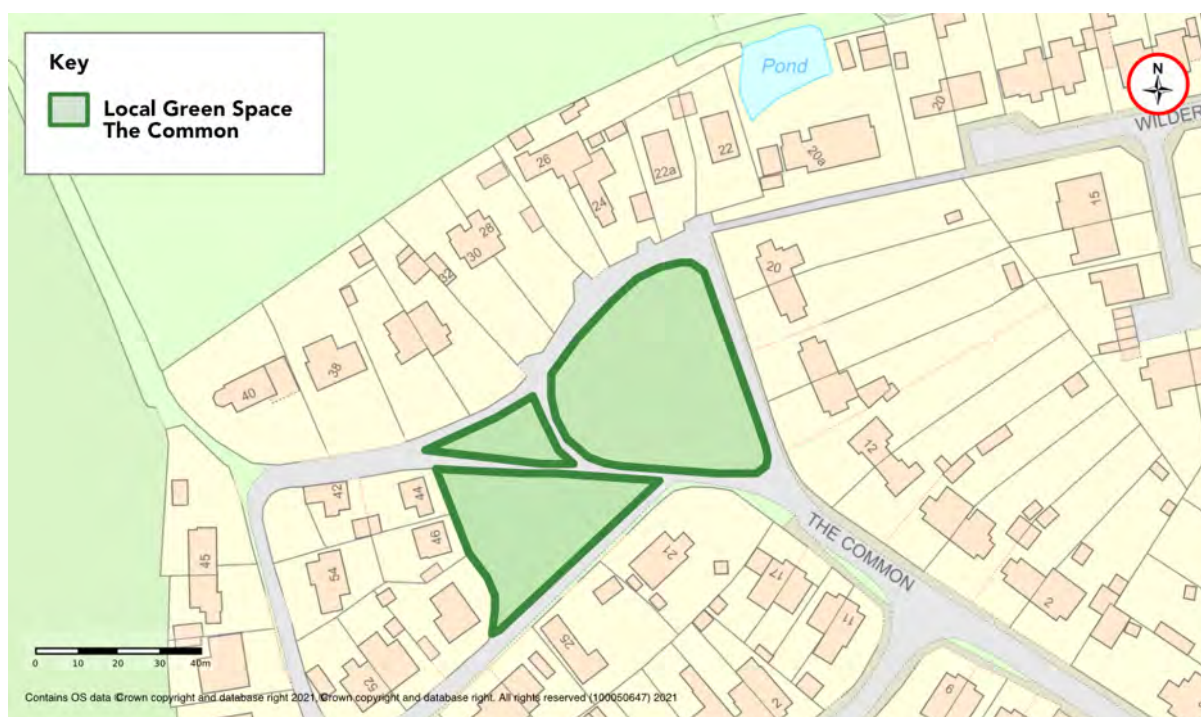 Key
Local Green Space
The Common
Pond
N
WILDER
20
26
22a
22
20a
24
15
28
30
32
20
38
40
12
42
44
46
45
54
21
THE COMMON
17
11
2
25
52
2
9
0 10 20 30 40m
Contains OS data ©Crown copyright and database right 2021, ©Crown copyright and database right. All rights reserved (100050647) 2021